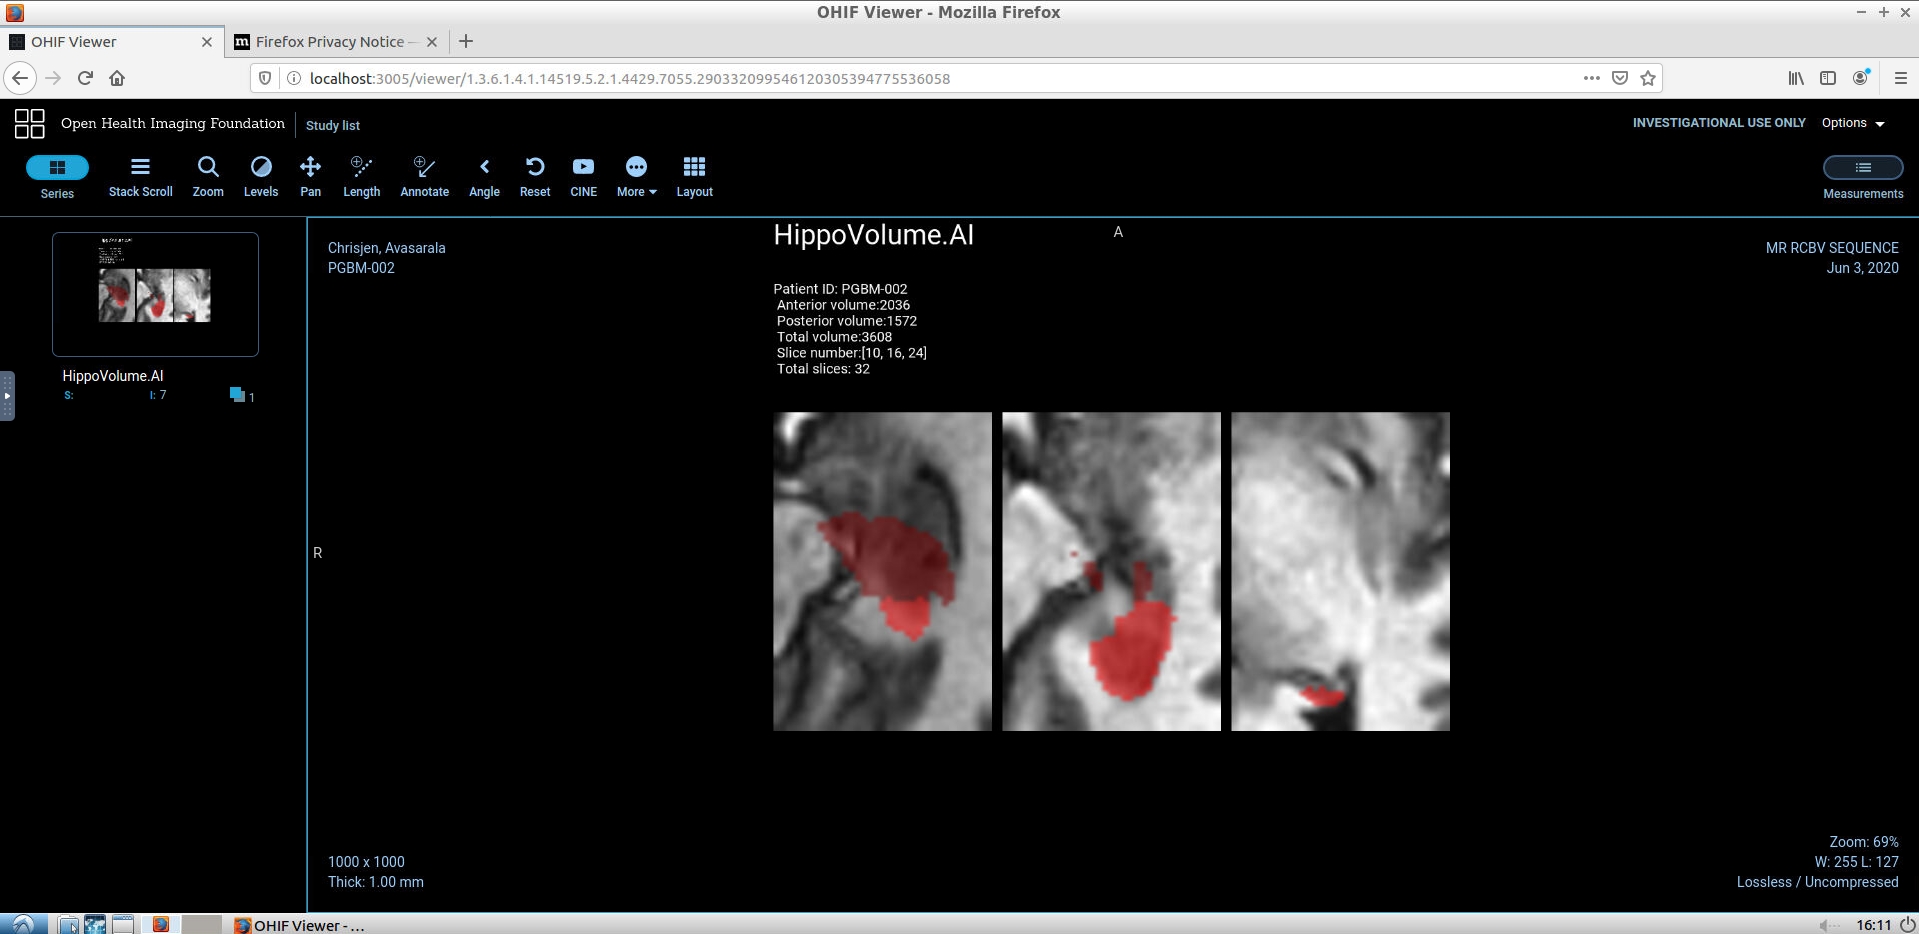 OHIF Viewer - Mozilla Firefox
OHIF Viewer
Firefox Privacy Notice —
localhost:3005/viewer/1.3.6.1.4.1.14519.5.2.1.4429.7055.290332099546120305394775536058
Open Health Imaging Foundation
Study list
INVESTIGATIONAL USE ONLY
Options
Series
Stack Scroll
Zoom
Levels
Pan
Length
Annotate
Angle
Reset
CINE
More
Layout
Measurements
HippoVolume.AI
S:
I: 7
1
Chrisjen, Avasarala
PGBM-002
HippoVolume.AI
A
MR RCBV SEQUENCE
Jun 3, 2020
Patient ID: PGBM-002
Anterior volume:2036
Posterior volume:1572
Total volume:3608
Slice number:[10, 16, 24]
Total slices: 32
R
1000 x 1000
Thick: 1.00 mm
Zoom: 69%
W: 255 L: 127
Lossless / Uncompressed
OHIF Viewer - ...
16:11